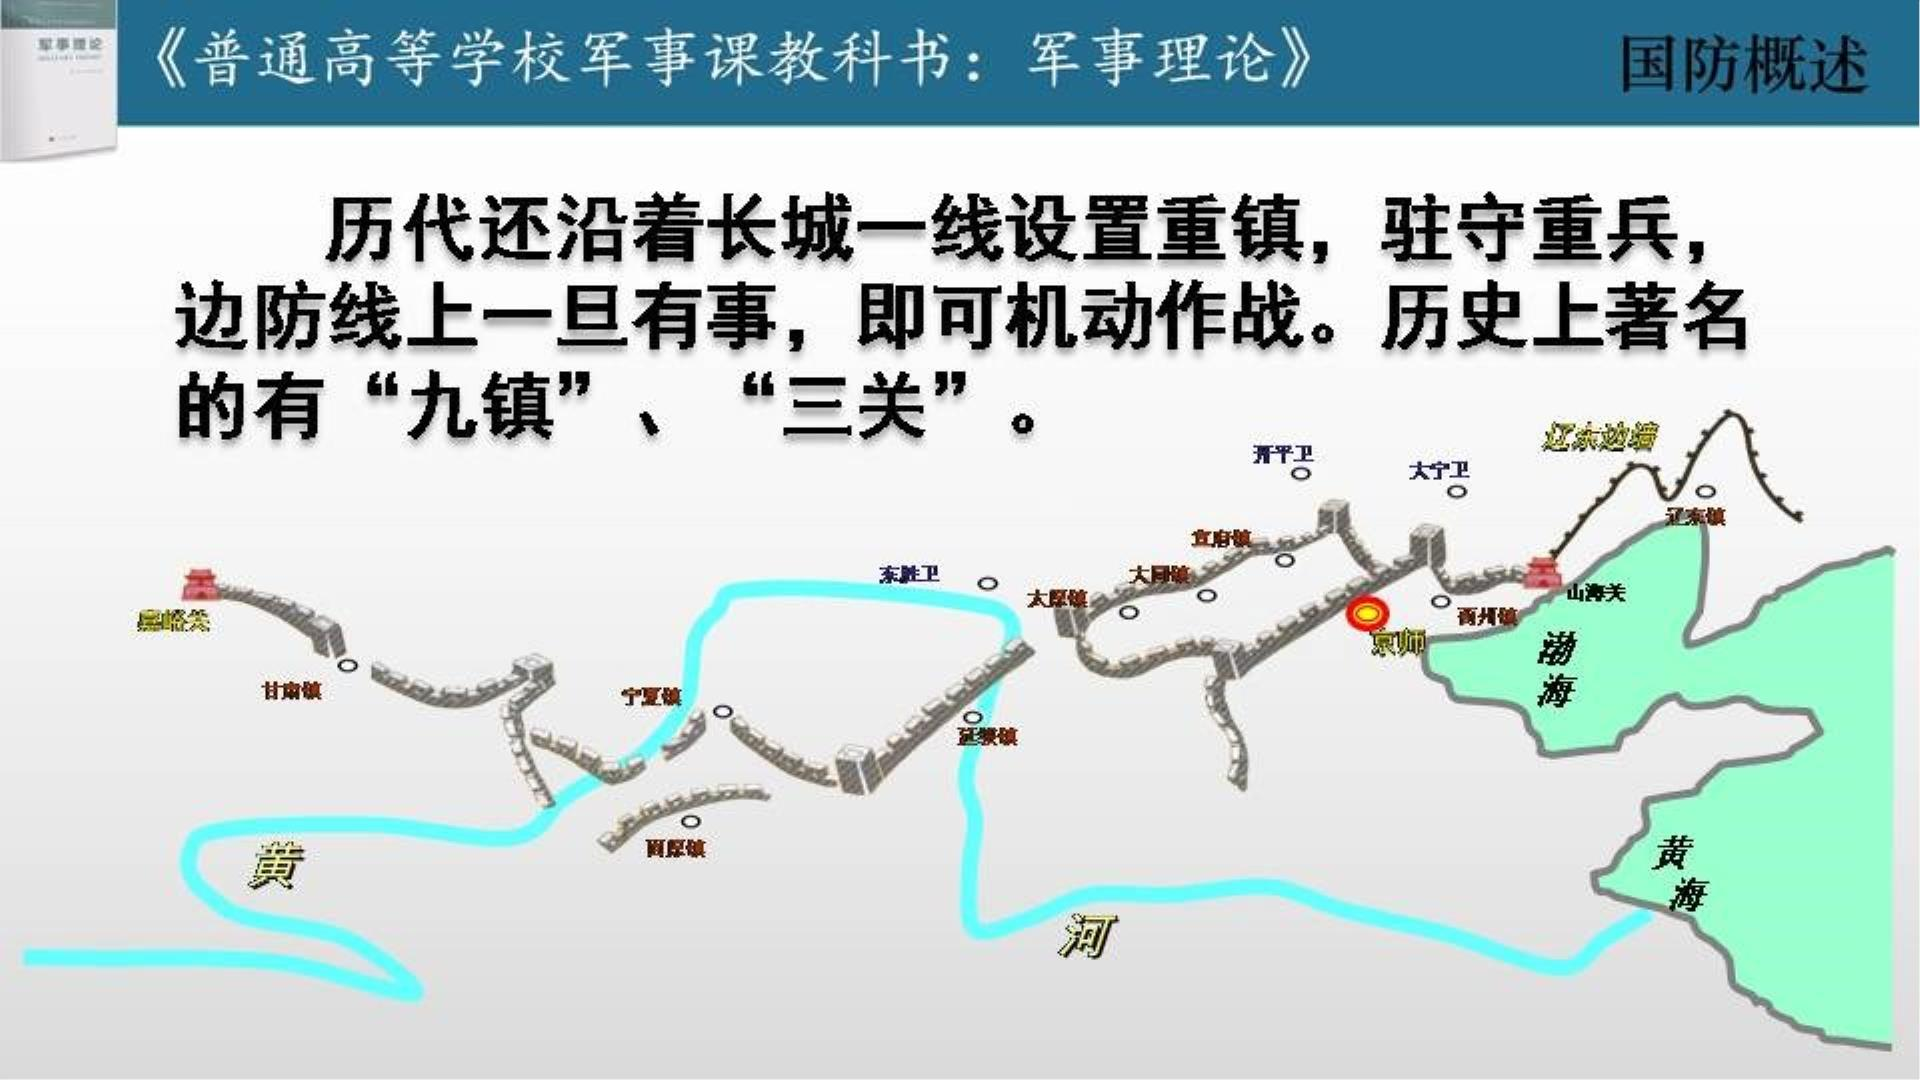 军事理论
《普通高等学校军事课教科书：军事理论》
国防概述
历代还沿着长城一线设置重镇，驻守重兵，
边防线上一旦有事，即可机动作战。历史上著名
的有“九镇”、“三关”。
辽东边墙
开平卫
大宁卫
辽东镇
宣府镇
大同镇
东胜卫
太原镇
山海关
蓟州镇
嘉峪关
京师
渤
海
甘肃镇
宁夏镇
延绥镇
固原镇
黄
黄
海
河